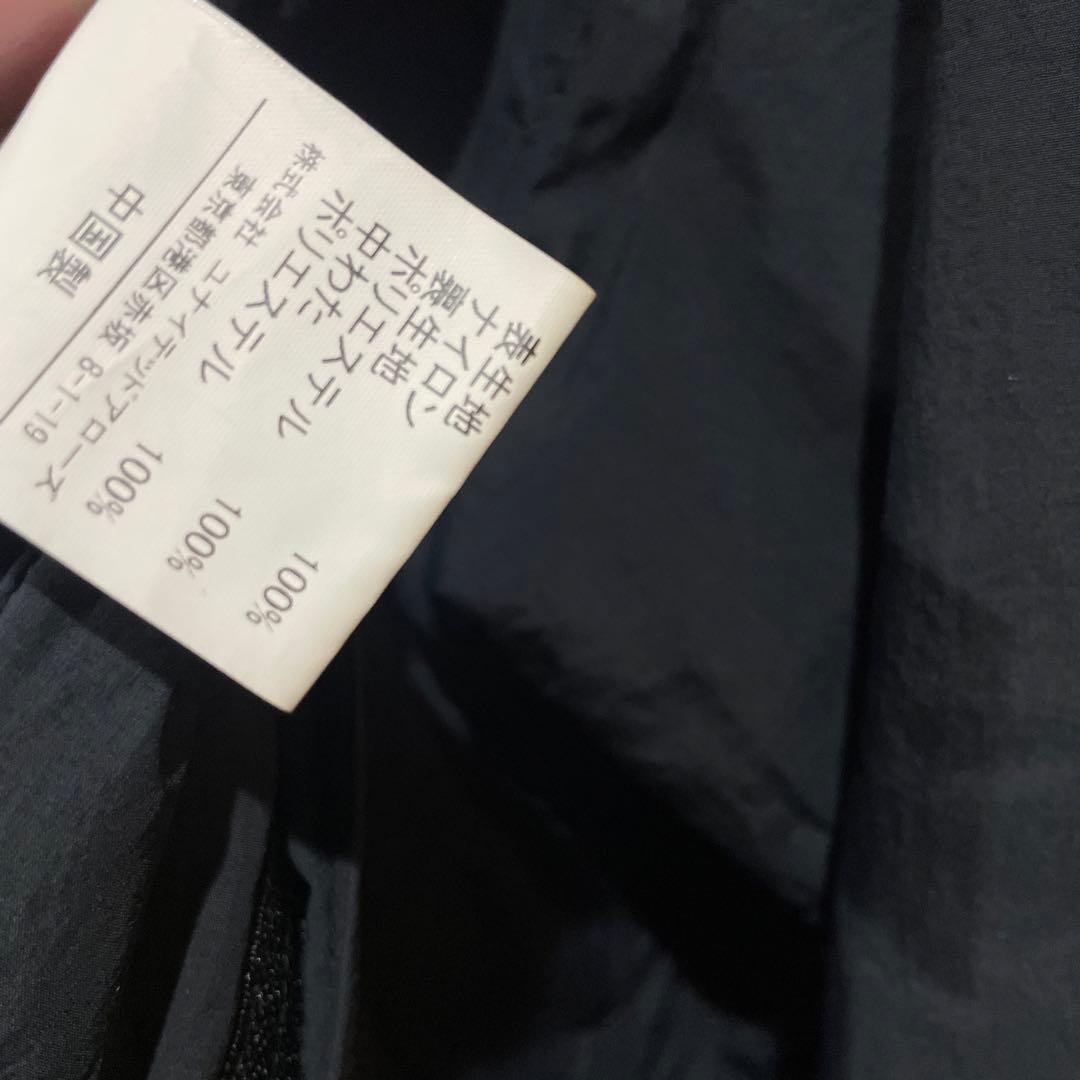 表生地
ナイロン 100%
裏生地
ポリエステル 100%
中わた
ポリエステル 100%
株式会社 ユナイテッドアローズ
東京都港区赤坂 8-1-19
中国製